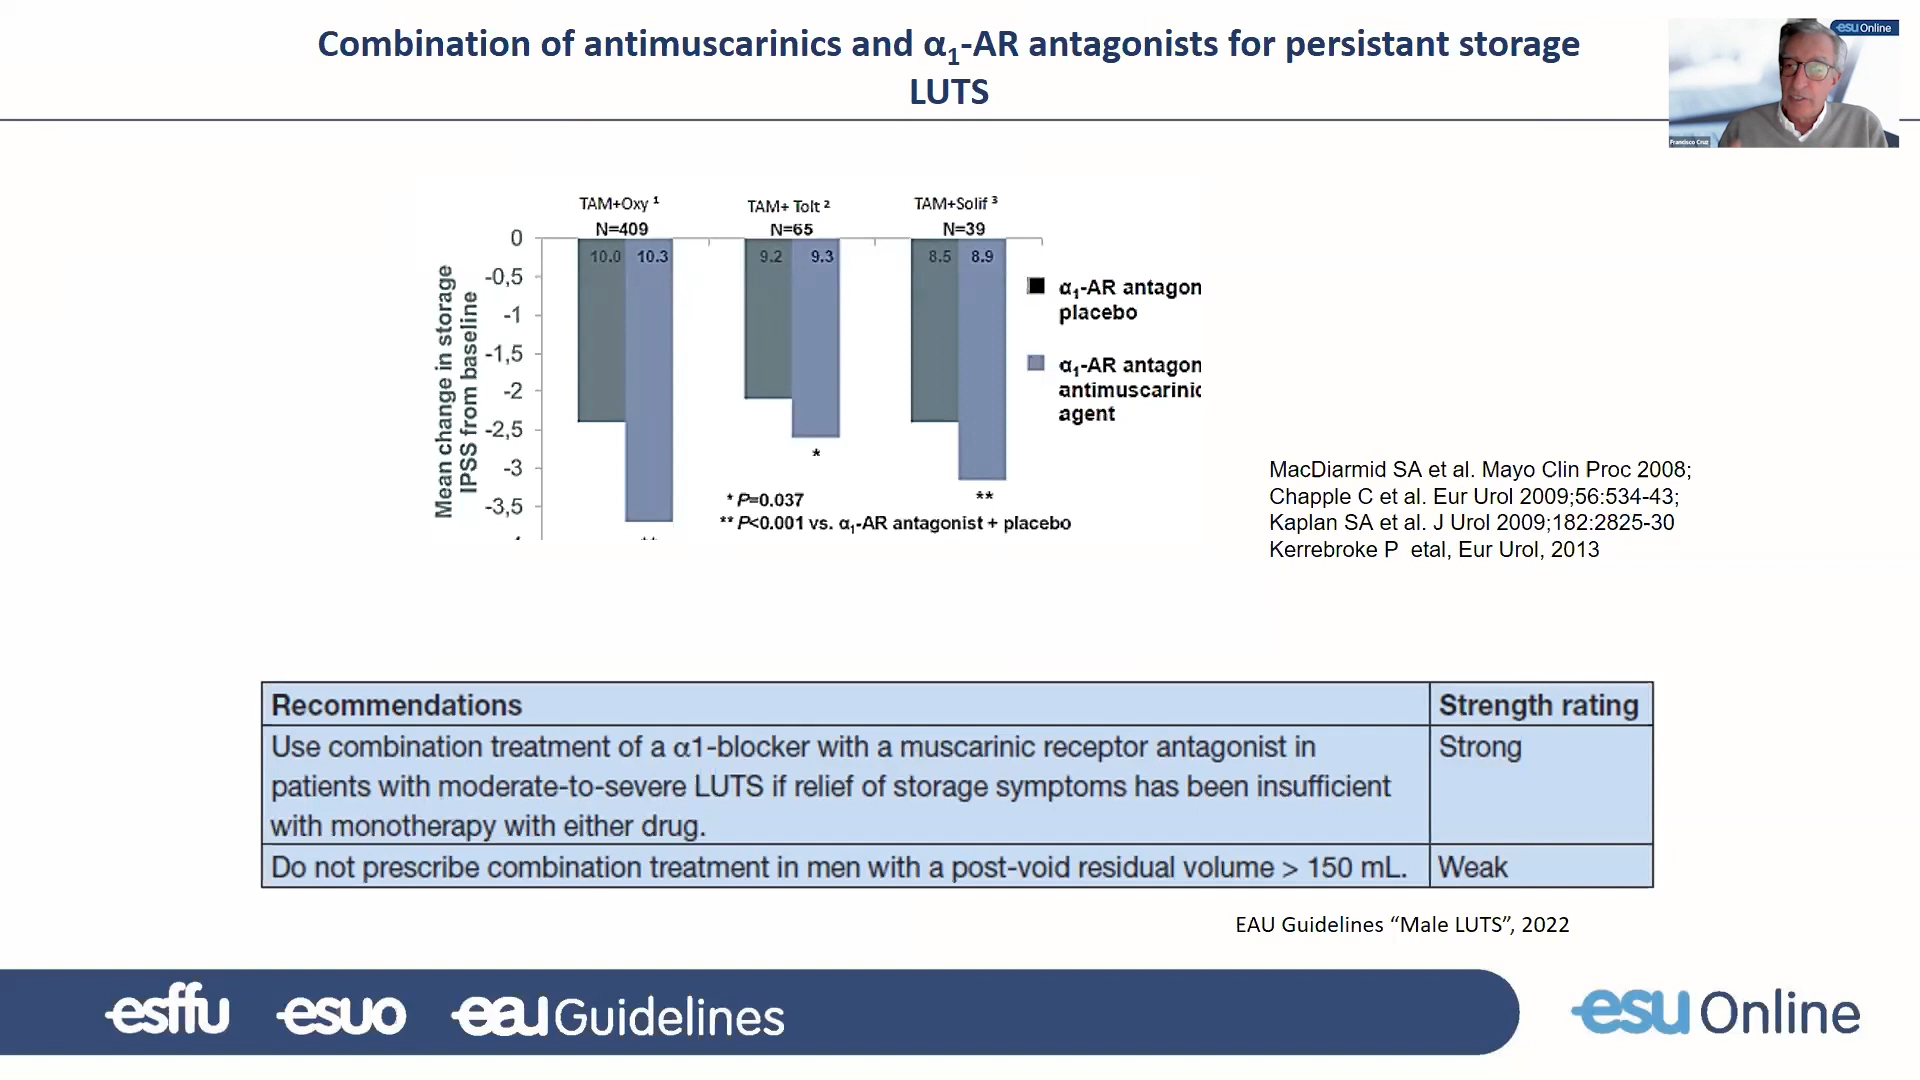 Combination of antimuscarinics and α₁-AR antagonists for persistant storage
LUTS
esu Online
Francisco Cruz
TAM+Oxy ¹
TAM+ Tolt ²
TAM+Solif ³
N=409
N=65
N=39
Mean change in storage
IPSS from baseline
0
-0,5
-1
-1,5
-2
-2,5
-3
-3,5
10.0
10.3
9.2
9.3
8.5
8.9
*
**
* P=0.037
** P<0.001 vs. α₁-AR antagonist + placebo
α₁-AR antagon
placebo
α₁-AR antagon
antimuscarinic
agent
MacDiarmid SA et al. Mayo Clin Proc 2008;
Chapple C et al. Eur Urol 2009;56:534-43;
Kaplan SA et al. J Urol 2009;182:2825-30
Kerrebroke P etal, Eur Urol, 2013
Recommendations
Strength rating
Use combination treatment of a α1-blocker with a muscarinic receptor antagonist in
patients with moderate-to-severe LUTS if relief of storage symptoms has been insufficient
with monotherapy with either drug.
Strong
Do not prescribe combination treatment in men with a post-void residual volume > 150 mL.
Weak
EAU Guidelines “Male LUTS”, 2022
esffu
esuo
eau Guidelines
esu Online